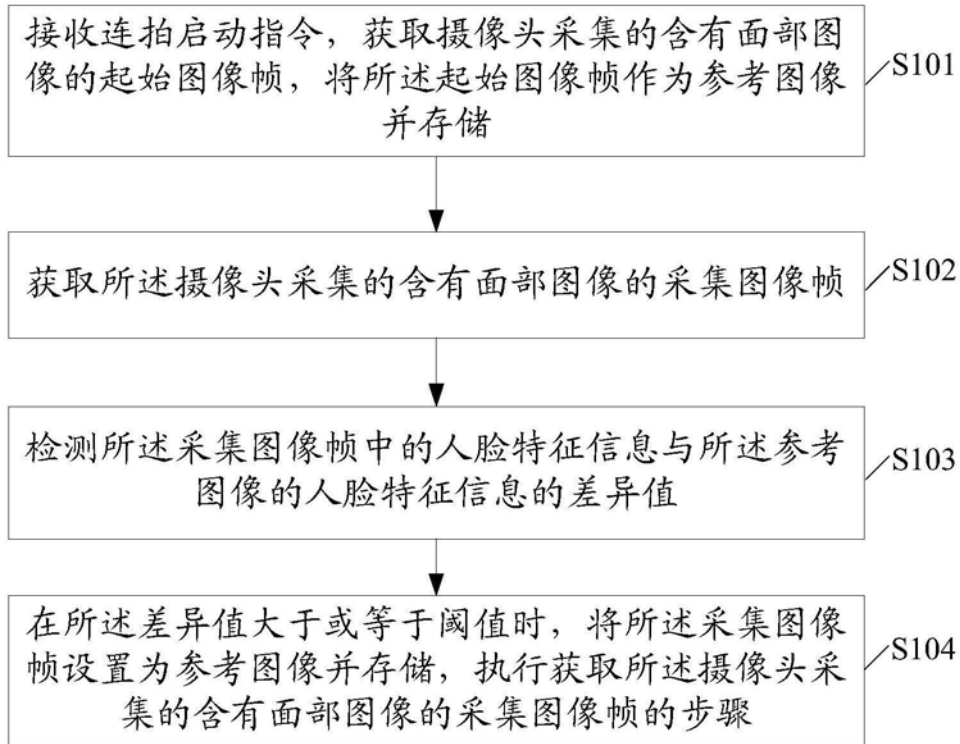 接收连拍启动指令，获取摄像头采集的含有面部图
像的起始图像帧，将所述起始图像帧作为参考图像
并存储
S101
获取所述摄像头采集的含有面部图像的采集图像帧
S102
检测所述采集图像帧中的人脸特征信息与所述参考
图像的人脸特征信息的差异值
S103
在所述差异值大于或等于阈值时，将所述采集图像
帧设置为参考图像并存储，执行获取所述摄像头采
集的含有面部图像的采集图像帧的步骤
S104